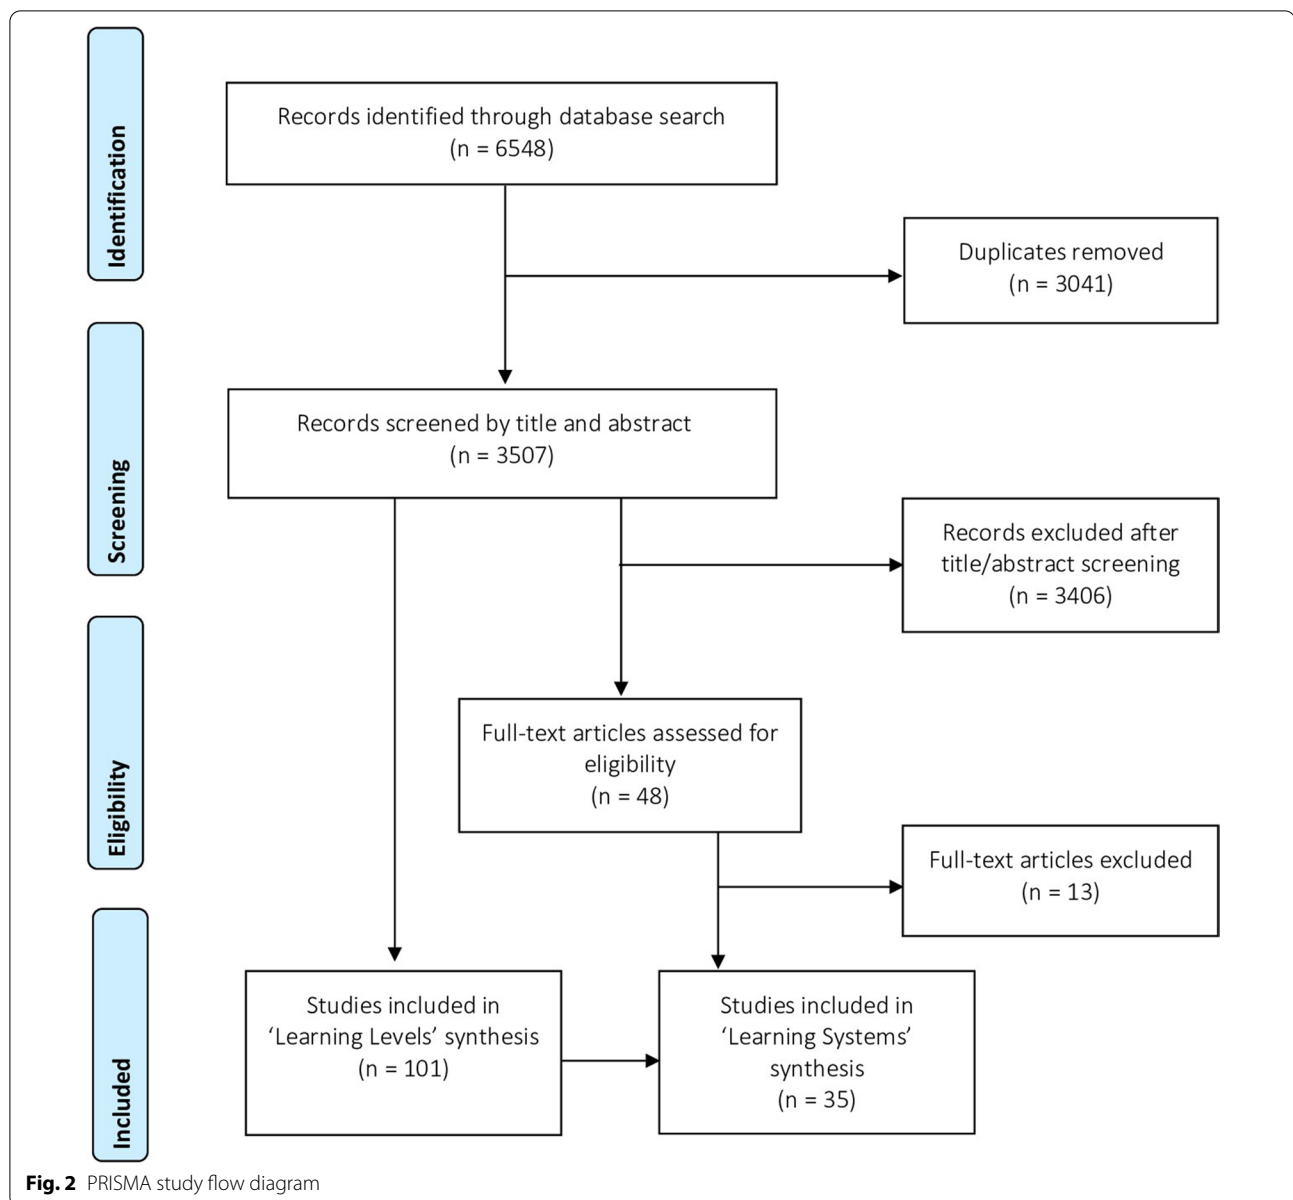 Identification
Records identified through database search
(n = 6548)
Duplicates removed
(n = 3041)
Screening
Records screened by title and abstract
(n = 3507)
Records excluded after
title/abstract screening
(n = 3406)
Eligibility
Full-text articles assessed for
eligibility
(n = 48)
Full-text articles excluded
(n = 13)
Included
Studies included in
‘Learning Levels’ synthesis
(n = 101)
Studies included in
‘Learning Systems’
synthesis
(n = 35)
Fig. 2 PRISMA study flow diagram